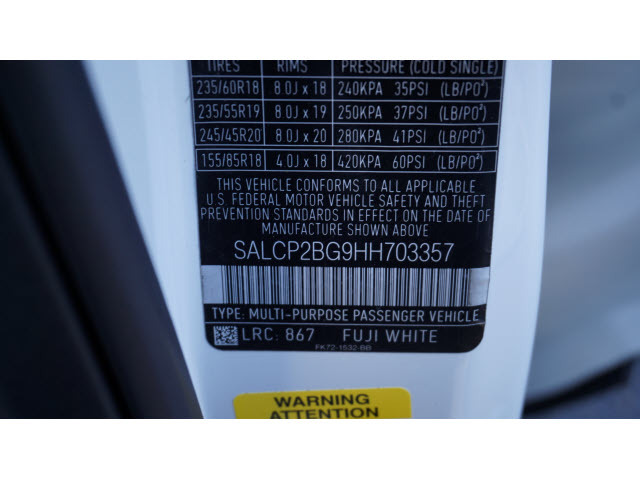 TIRES RIMS PRESSURE (COLD SINGLE)
235/60R18 8.0J x 18 240KPA 35PSI (LB/PO²)
235/55R19 8.0J x 19 250KPA 37PSI (LB/PO²)
245/45R20 8.0J x 20 280KPA 41PSI (LB/PO²)
155/85R18 4.0J x 18 420KPA 60PSI (LB/PO²)
THIS VEHICLE CONFORMS TO ALL APPLICABLE
U.S. FEDERAL MOTOR VEHICLE SAFETY AND THEFT
PREVENTION STANDARDS IN EFFECT ON THE DATE
OF MANUFACTURE SHOWN ABOVE
SALCP2BG9HH703357
TYPE: MULTI-PURPOSE PASSENGER VEHICLE
LRC: 867 FUJI WHITE
FK72-1532-BB
WARNING
ATTENTION